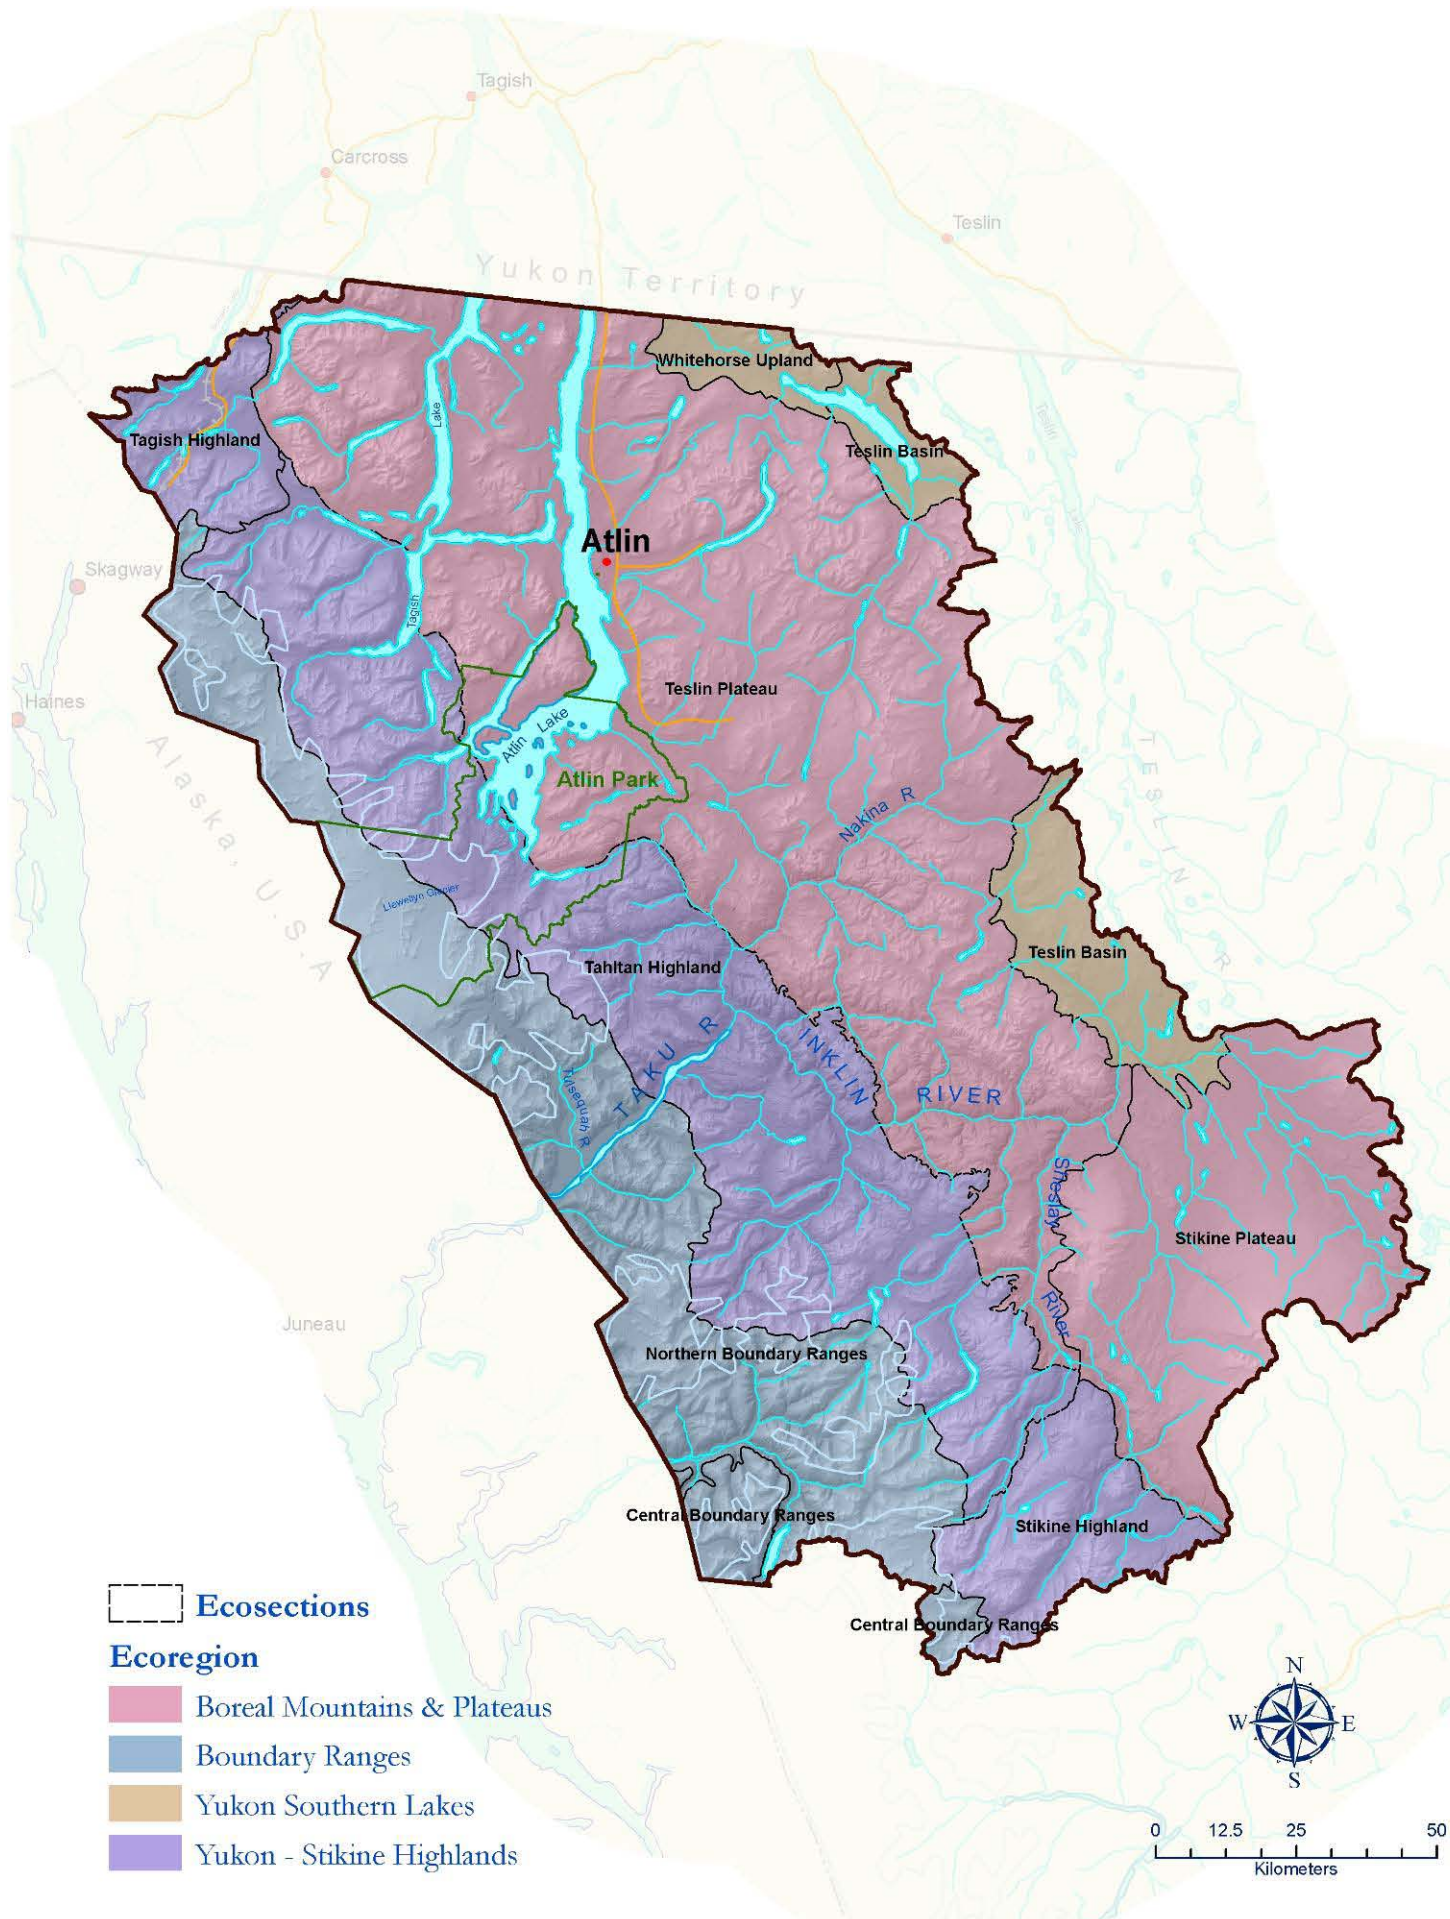 Tagish
Carcross
Teslin
Yukon Territory
Whitehorse Upland
Lake
Tagish Highland
Teslin Basin
Teslin
Lake
Atlin
Skagway
Tagish
Teslin Plateau
Haines
Atlin Lake
Atlin Park
Alaska, U.S.A
TESLIN R
Nakina R
Llewellyn Glacier
Teslin Basin
Tahltan Highland
TAKU R
INKLIN
RIVER
Tulsequah R
Sheslay
River
Stikine Plateau
Juneau
Northern Boundary Ranges
Central Boundary Ranges
Stikine Highland
Central Boundary Ranges
Ecosections
Ecoregion
Boreal Mountains & Plateaus
Boundary Ranges
Yukon Southern Lakes
Yukon - Stikine Highlands
N
W E
S
0 12.5 25 50
Kilometers